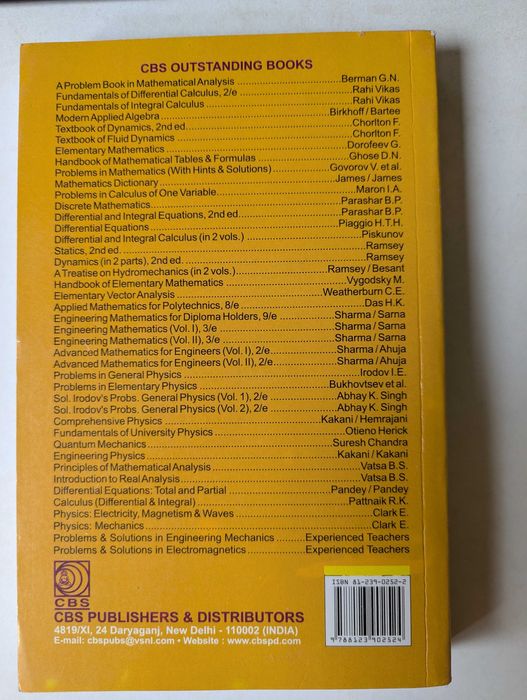 CBS OUTSTANDING BOOKS
A Problem Book in Mathematical Analysis ........ Berman G.N.
Fundamentals of Differential Calculus, 2/e ........ Rahi Vikas
Fundamentals of Integral Calculus ........ Rahi Vikas
Modern Applied Algebra ........ Birkhoff / Bartee
Textbook of Dynamics, 2nd ed. ........ Chorlton F.
Textbook of Fluid Dynamics ........ Chorlton F.
Elementary Mathematics ........ Dorofeev G.
Handbook of Mathematical Tables & Formulas ........ Ghose D.N.
Problems in Mathematics (With Hints & Solutions) ........ Govorov V. et al.
Mathematics Dictionary ........ James / James
Problems in Calculus of One Variable ........ Maron I.A.
Discrete Mathematics ........ Parashar B.P.
Differential and Integral Equations, 2nd ed. ........ Parashar B.P.
Differential Equations ........ Piaggio H.T.H.
Differential and Integral Calculus (in 2 vols.) ........ Piskunov
Statics, 2nd ed. ........ Ramsey
Dynamics (in 2 parts), 2nd ed. ........ Ramsey
A Treatise on Hydromechanics (in 2 vols.) ........ Ramsey / Besant
Handbook of Elementary Mathematics ........ Vygodsky M.
Elementary Vector Analysis ........ Weatherburn C.E.
Applied Mathematics for Polytechnics, 8/e ........ Das H.K.
Engineering Mathematics for Diploma Holders, 9/e ........ Sharma / Sarna
Engineering Mathematics (Vol. I), 3/e ........ Sharma / Sarna
Engineering Mathematics (Vol. II), 3/e ........ Sharma / Sarna
Advanced Mathematics for Engineers (Vol. I), 2/e ........ Sharma / Ahuja
Advanced Mathematics for Engineers (Vol. II), 2/e ........ Sharma / Ahuja
Problems in General Physics ........ Irodov I.E.
Problems in Elementary Physics ........ Bukhovtsev et al.
Sol. Irodov's Probs. General Physics (Vol. 1), 2/e ........ Abhay K. Singh
Sol. Irodov's Probs. General Physics (Vol. 2), 2/e ........ Abhay K. Singh
Comprehensive Physics ........ Kakani / Hemrajani
Fundamentals of University Physics ........ Otieno Herick
Quantum Mechanics ........ Suresh Chandra
Engineering Physics ........ Kakani / Kakani
Principles of Mathematical Analysis ........ Vatsa B.S.
Introduction to Real Analysis ........ Vatsa B.S.
Differential Equations: Total and Partial ........ Pandey / Pandey
Calculus (Differential & Integral) ........ Pattnaik R.K.
Physics: Electricity, Magnetism & Waves ........ Clark E.
Physics: Mechanics ........ Clark E.
Problems & Solutions in Engineering Mechanics ........ Experienced Teachers
Problems & Solutions in Electromagnetics ........ Experienced Teachers
CBS
CBS PUBLISHERS & DISTRIBUTORS
4819/XI, 24 Daryaganj, New Delhi - 110002 (INDIA)
E-mail: cbspubs@vsnl.com • Website : www.cbspd.com
ISBN 81-239-0252-2
9 788123 902524